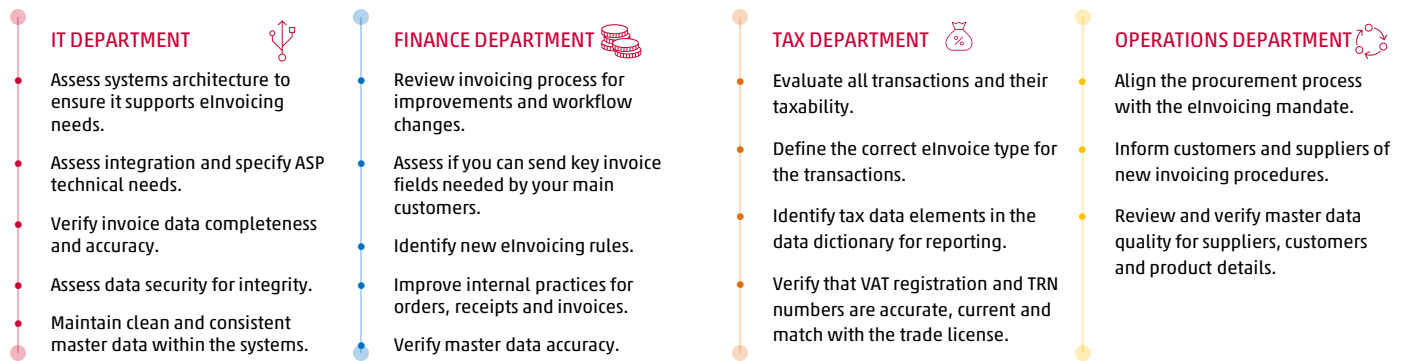 IT DEPARTMENT
Assess systems architecture to
ensure it supports eInvoicing
needs.
Assess integration and specify ASP
technical needs.
Verify invoice data completeness
and accuracy.
Assess data security for integrity.
Maintain clean and consistent
master data within the systems.
FINANCE DEPARTMENT
Review invoicing process for
improvements and workflow
changes.
Assess if you can send key invoice
fields needed by your main
customers.
Identify new eInvoicing rules.
Improve internal practices for
orders, receipts and invoices.
Verify master data accuracy.
TAX DEPARTMENT
%
Evaluate all transactions and their
taxability.
Define the correct eInvoice type for
the transactions.
Identify tax data elements in the
data dictionary for reporting.
Verify that VAT registration and TRN
numbers are accurate, current and
match with the trade license.
OPERATIONS DEPARTMENT
Align the procurement process
with the eInvoicing mandate.
Inform customers and suppliers of
new invoicing procedures.
Review and verify master data
quality for suppliers, customers
and product details.